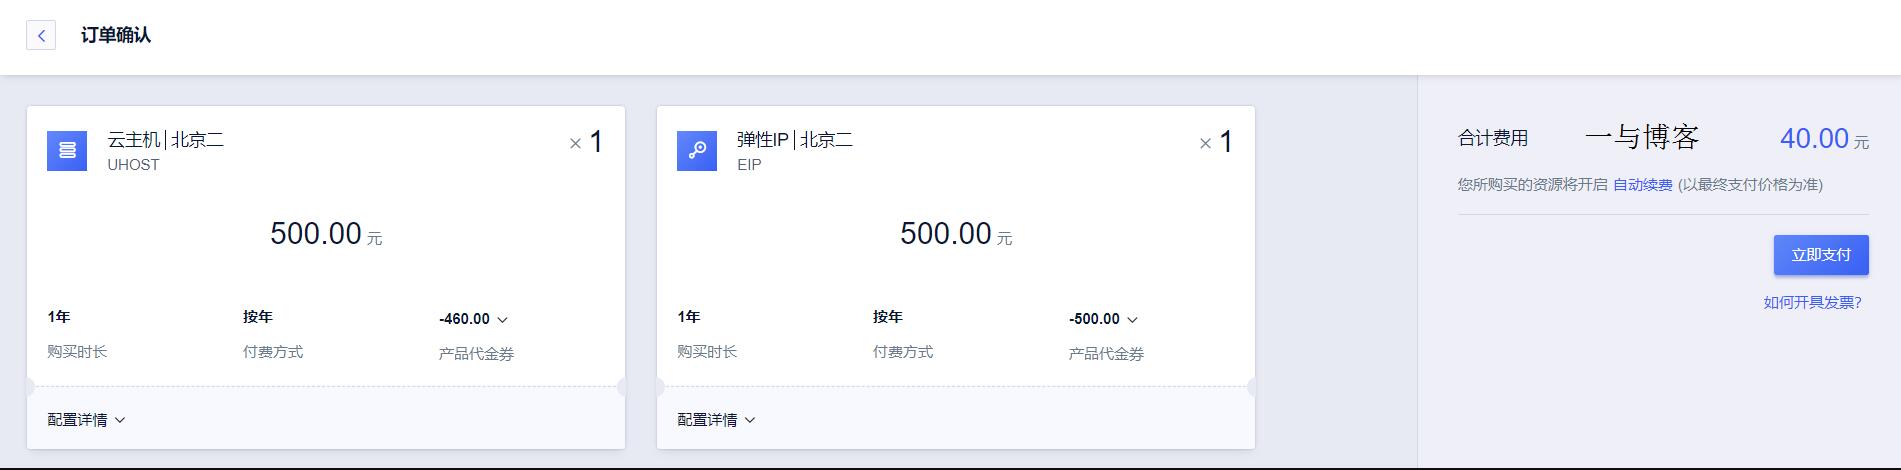 订单确认
云主机|北京二
UHOST
× 1
500.00 元
1年
购买时长
按年
付费方式
-460.00
产品代金券
配置详情
弹性IP|北京二
EIP
× 1
500.00 元
1年
购买时长
按年
付费方式
-500.00
产品代金券
配置详情
合计费用 一与博客 40.00 元
您所购买的资源将开启 自动续费 (以最终支付价格为准)
立即支付
如何开具发票?